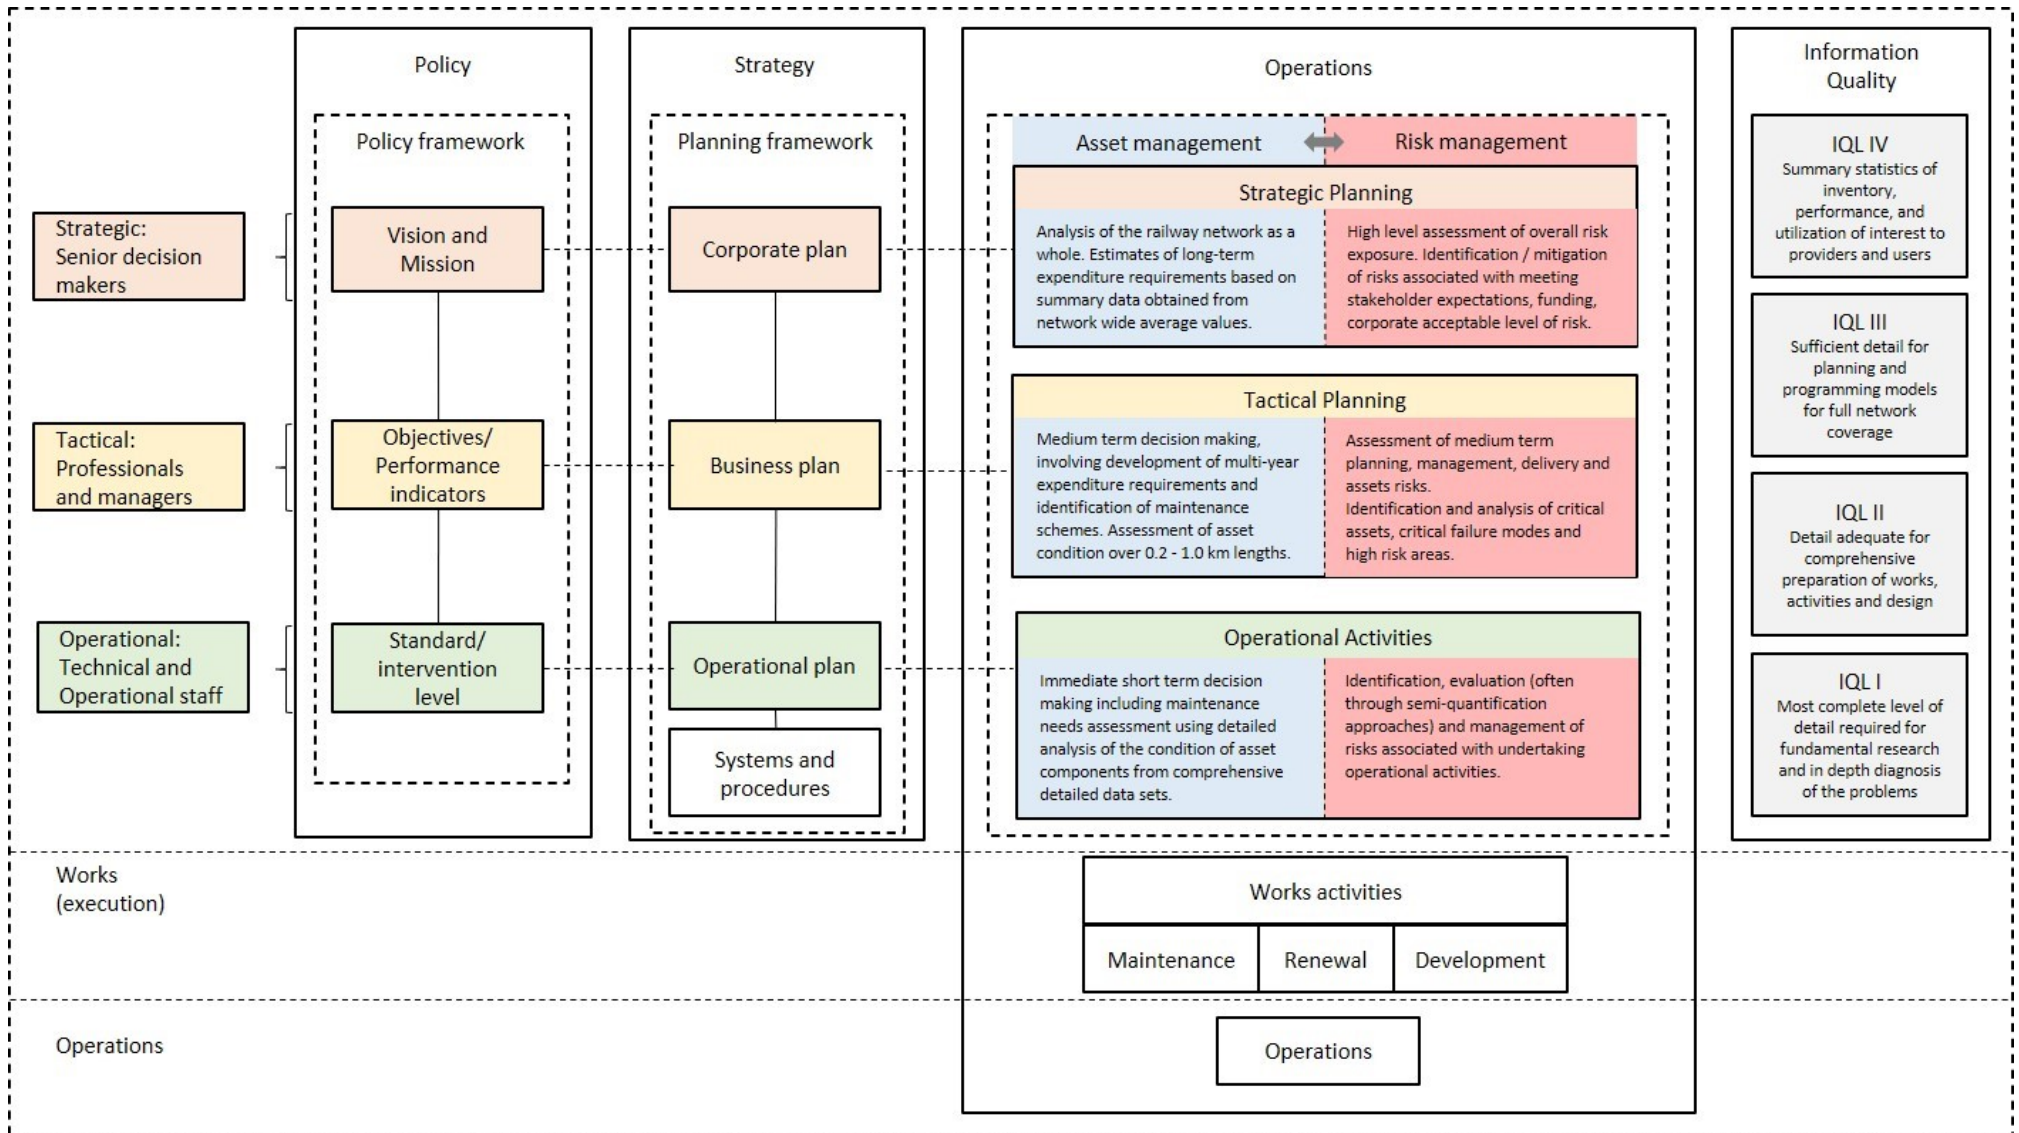 Policy
Policy framework
Strategy
Planning framework
Operations
Asset management
Risk management
Information
Quality
Strategic:
Senior decision
makers
Vision and
Mission
Corporate plan
Strategic Planning
Analysis of the railway network as a
whole. Estimates of long-term
expenditure requirements based on
summary data obtained from
network wide average values.
High level assessment of overall risk
exposure. Identification / mitigation
of risks associated with meeting
stakeholder expectations, funding,
corporate acceptable level of risk.
Tactical:
Professionals
and managers
Objectives/
Performance
indicators
Business plan
Tactical Planning
Medium term decision making,
involving development of multi-year
expenditure requirements and
identification of maintenance
schemes. Assessment of asset
condition over 0.2 - 1.0 km lengths.
Assessment of medium term
planning, management, delivery and
assets risks.
Identification and analysis of critical
assets, critical failure modes and
high risk areas.
Operational:
Technical and
Operational staff
Standard/
intervention
level
Operational plan
Systems and
procedures
Operational Activities
Immediate short term decision
making including maintenance
needs assessment using detailed
analysis of the condition of asset
components from comprehensive
detailed data sets.
Identification, evaluation (often
through semi-quantification
approaches) and management of
risks associated with undertaking
operational activities.
IQL IV
Summary statistics of
inventory,
performance, and
utilization of interest to
providers and users
IQL III
Sufficient detail for
planning and
programming models
for full network
coverage
IQL II
Detail adequate for
comprehensive
preparation of works,
activities and design
IQL I
Most complete level of
detail required for
fundamental research
and in depth diagnosis
of the problems
Works
(execution)
Works activities
Maintenance
Renewal
Development
Operations
Operations